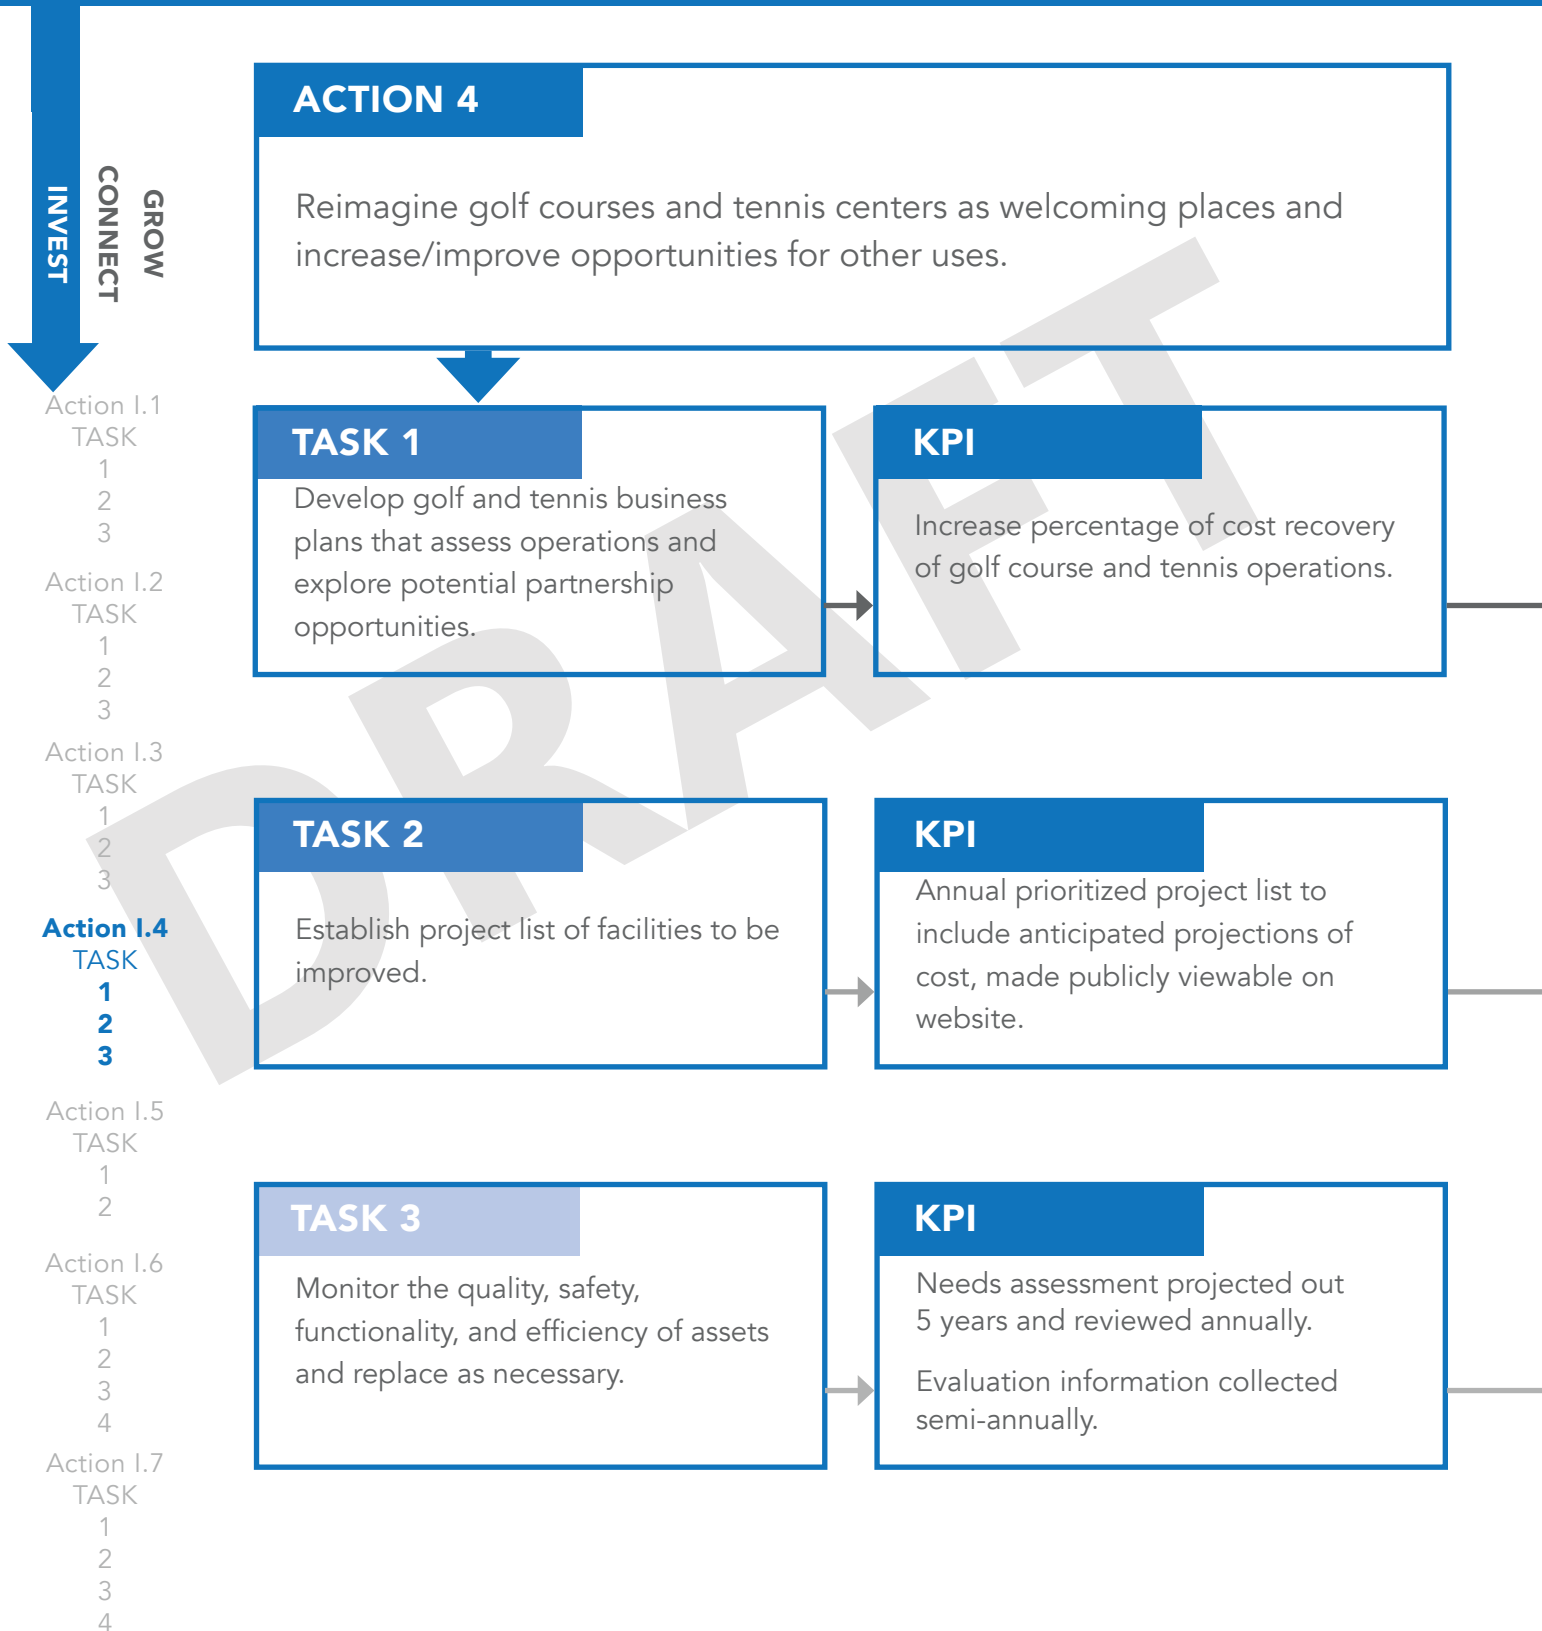 INVEST
CONNECT
GROW
Action I.1
TASK
1
2
3
Action I.2
TASK
1
2
3
Action I.3
TASK
1
2
3
Action I.4
TASK
1
2
3
Action I.5
TASK
1
2
Action I.6
TASK
1
2
3
4
Action I.7
TASK
1
2
3
4
ACTION 4
Reimagine golf courses and tennis centers as welcoming places and
increase/improve opportunities for other uses.
TASK 1
Develop golf and tennis business
plans that assess operations and
explore potential partnership
opportunities.
KPI
Increase percentage of cost recovery
of golf course and tennis operations.
TASK 2
Establish project list of facilities to be
improved.
KPI
Annual prioritized project list to
include anticipated projections of
cost, made publicly viewable on
website.
TASK 3
Monitor the quality, safety,
functionality, and efficiency of assets
and replace as necessary.
KPI
Needs assessment projected out
5 years and reviewed annually.
Evaluation information collected
semi-annually.
DRAFT